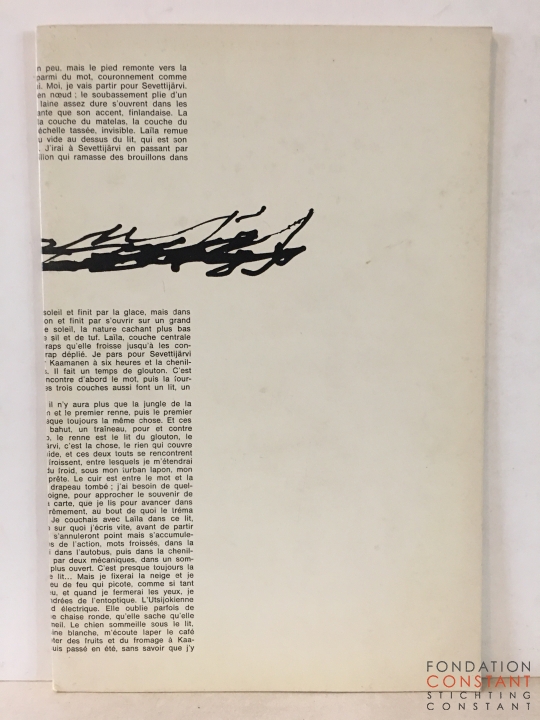 n peu, mais le pied remonte vers la
parmi du mot, couronnement comme
i. Moi, je vais partir pour Sevettijärvi.
en nœud ; le soubassement plie d'un
laine assez dure s'ouvrent dans les
ante que son accent, finlandaise. La
ta couche du matelas, la couche du
échelle tassée, invisible. Laïla remue
u vide au dessus du lit, qui est son
. J'irai à Sevettijärvi en passant par
illon qui ramasse des brouillons dans
soleil et finit par la glace, mais dans
on et finit par s'ouvrir sur un grand
e soleil, la nature cachant plus bas
e sil et de tuf. Laïla, couche centrale
raps qu'elle froisse jusqu'à les con-
rap déplié. Je pars pour Sevettijärvi
r Kaamanen à six heures et la chenil-
s. Il fait un temps de glouton. C'est
ncontre d'abord le mot, puis la four-
es trois couches aussi font un lit, un
il n'y aura plus que la jungle de la
n et le premier renne, puis le premier
sque toujours la même chose. Et ces
bahut, un traîneau, pour et contre
o, le renne est le lit du glouton, le
ärvi, c'est la chose, le rien qui couvre
ide, et ces deux touts se rencontrent
froissent, entre lesquels je m'étendrai
du froid, sous mon turban lapon, mon
prête. Le cuir est entre le mot et la
drapeau tombé ; j'ai besoin de quel-
oigne, pour approcher le souvenir de
a carte, que je lis pour avancer dans
rêmement, au bout de quoi le tréma
Je couchais avec Laïla dans ce lit,
sur quoi j'écris vite, avant de partir
s'annuleront point mais s'accumule-
s de l'action, mots froissés, dans la
i dans l'autobus, puis dans la chenil-
par deux mécaniques, dans un som-
plus ouvert. C'est presque toujours la
e lit... Mais je fixerai la neige et je
eu de feu qui picote, comme si tant
u, et quand je fermerai les yeux, je
ndrées de l'entoptique. L'Utsijokienne
d électrique. Elle oublie parfois de
e chaise ronde, qu'elle sache qu'elle
neil. Le chien sommeille sous le lit,
ine blanche, m'écoute laper le café
ter des fruits et du fromage à Kaa-
uis passé en été, sans savoir que j'y
FONDATION
CONSTANT
STICHTING
CONSTANT